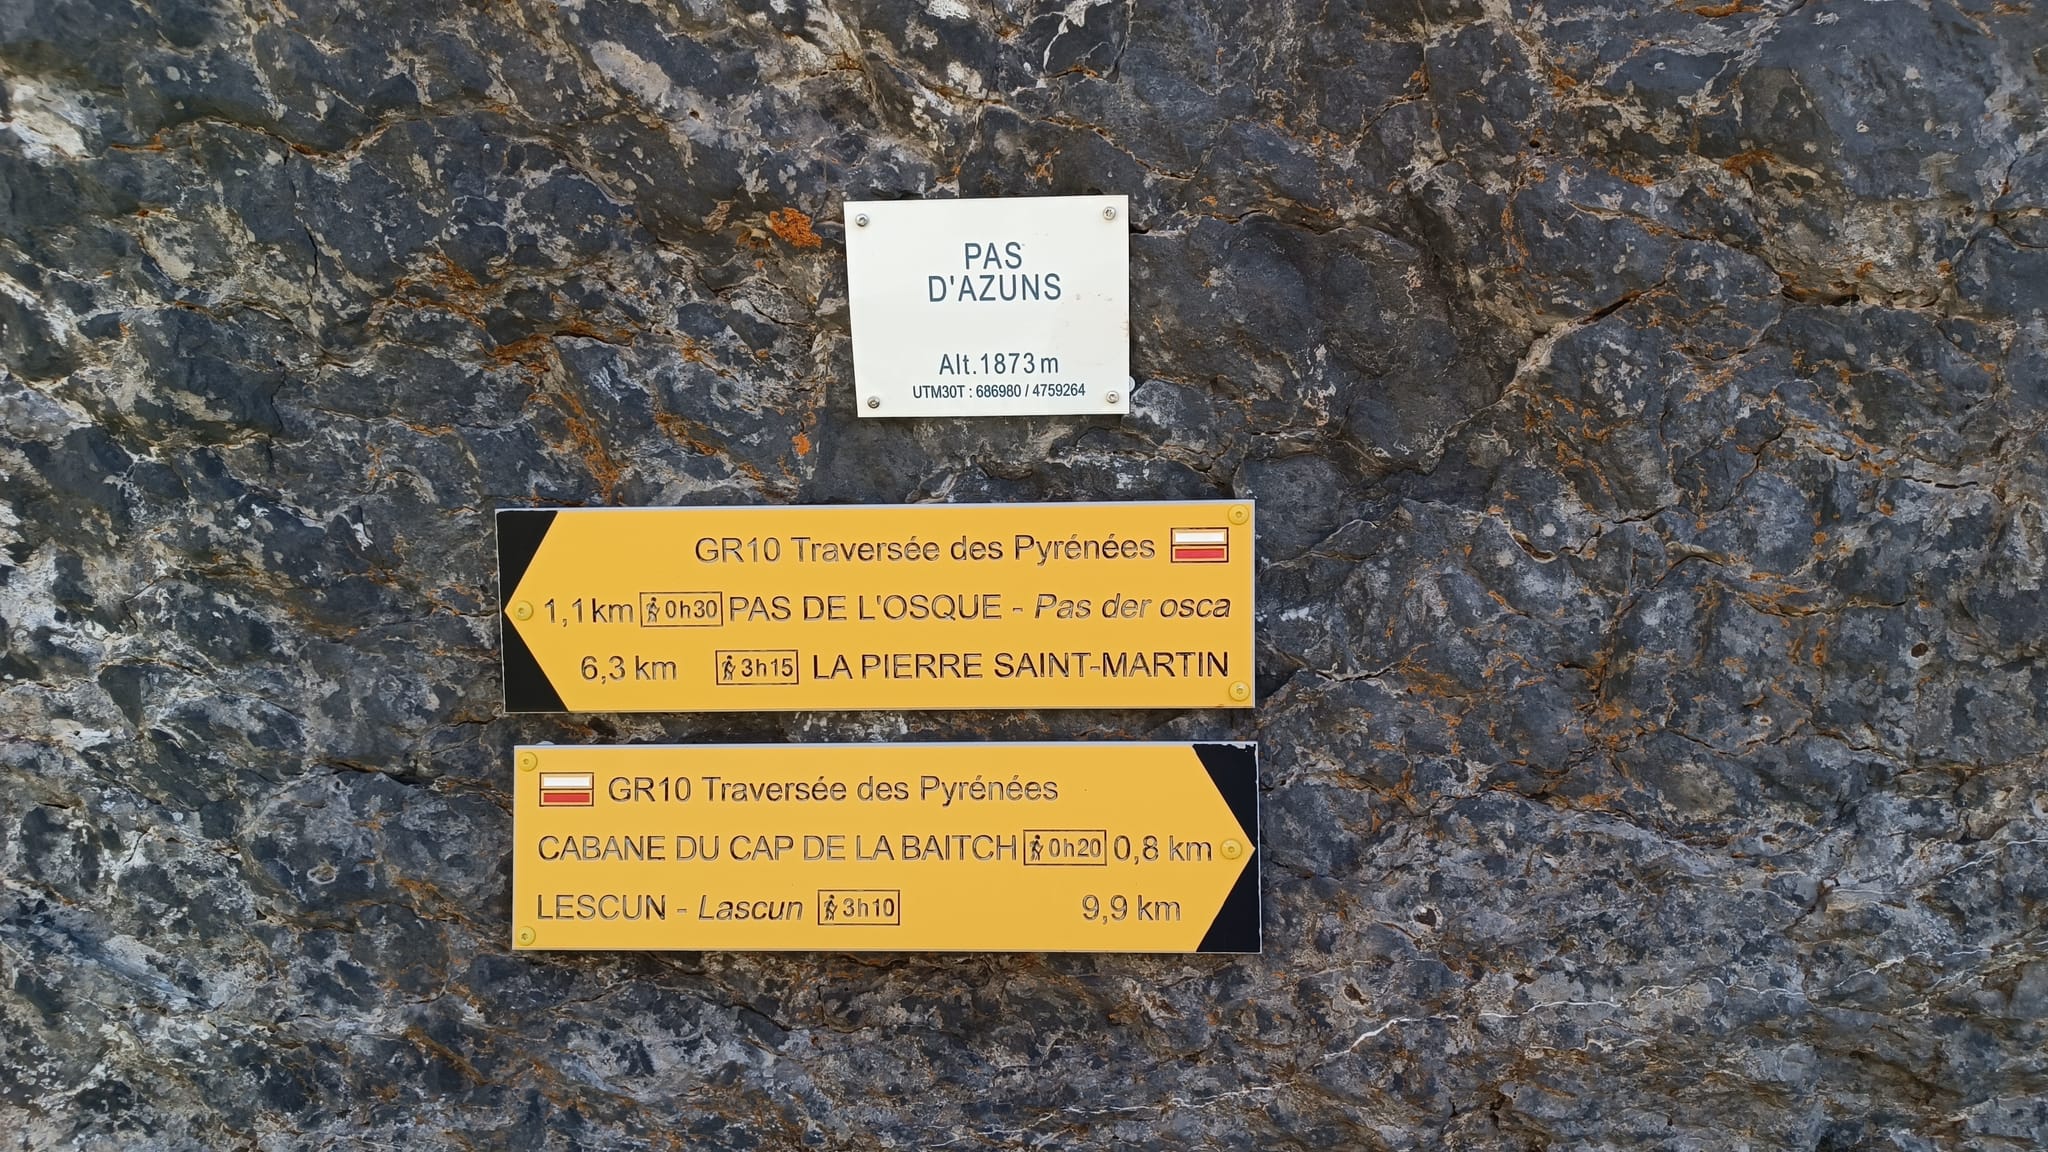 PAS
D'AZUNS
Alt.1873 m
UTM30T : 686980 / 4759264
GR10 Traversée des Pyrénées
1,1 km 0h30 PAS DE L'OSQUE - Pas der osca
6,3 km 3h15 LA PIERRE SAINT-MARTIN
GR10 Traversée des Pyrénées
CABANE DU CAP DE LA BAITCH 0h20 0,8 km
LESCUN - Lascun 3h10 9,9 km